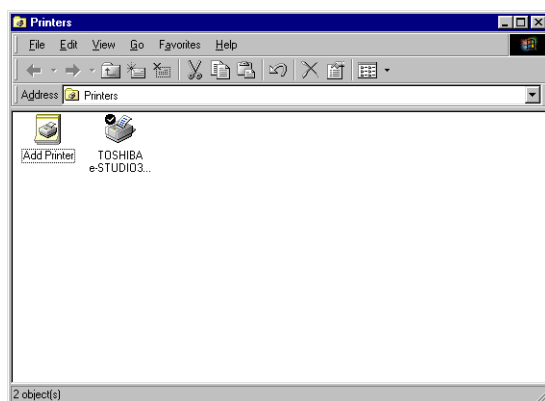 Printers
File Edit View Go Favorites Help
Address Printers
Add Printer
TOSHIBA
e-STUDIO3...
2 object(s)